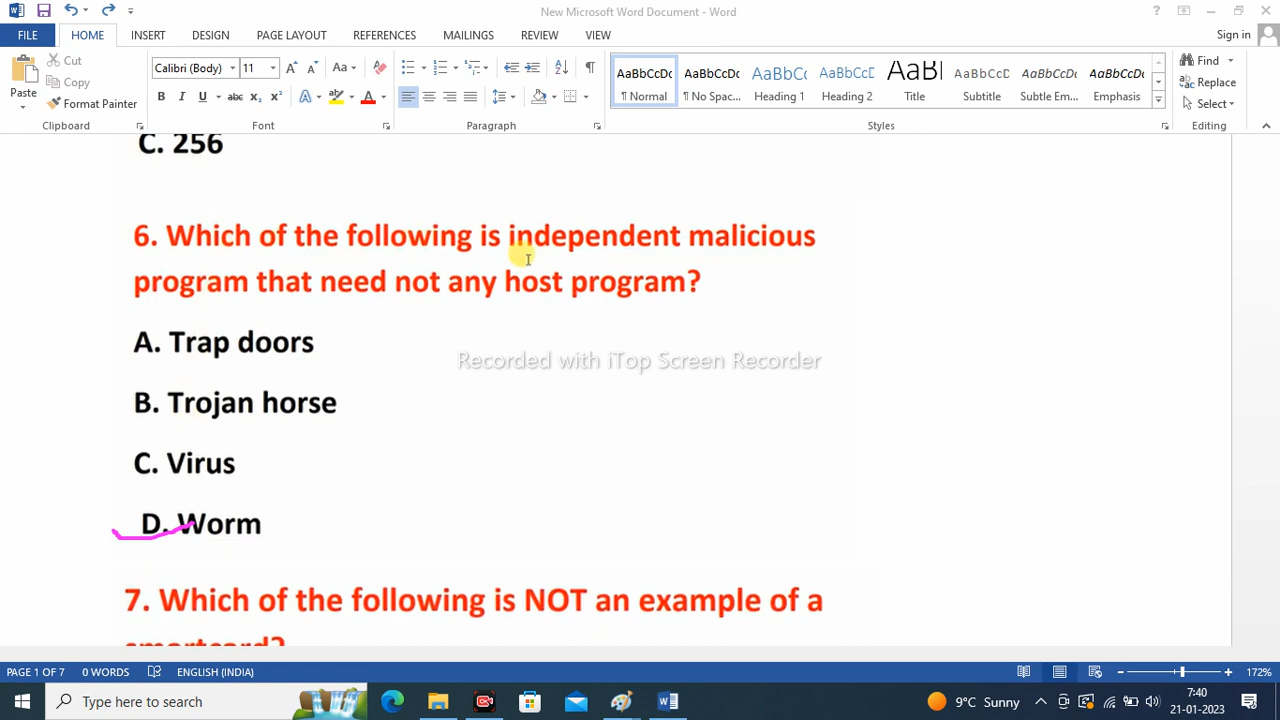 New Microsoft Word Document - Word
FILE HOME INSERT DESIGN PAGE LAYOUT REFERENCES MAILINGS REVIEW VIEW Sign in
Cut
Copy
Format Painter
Paste
Calibri (Body) 11
AaBbCcDc AaBbCcDc AaBbC( AaBbCcE AaB| AaBbCcD AaBbCcDc AaBbCcDc
¶ Normal ¶ No Spac... Heading 1 Heading 2 Title Subtitle Subtle Em... Emphasis
Find
Replace
Select
Clipboard Font Paragraph Styles Editing
C. 256
6. Which of the following is independent malicious
program that need not any host program?
A. Trap doors
Recorded with iTop Screen Recorder
B. Trojan horse
C. Virus
D. Worm
7. Which of the following is NOT an example of a
smartcard?
PAGE 1 OF 7 0 WORDS ENGLISH (INDIA) 172%
Type here to search
9°C Sunny
7:40
21-01-2023